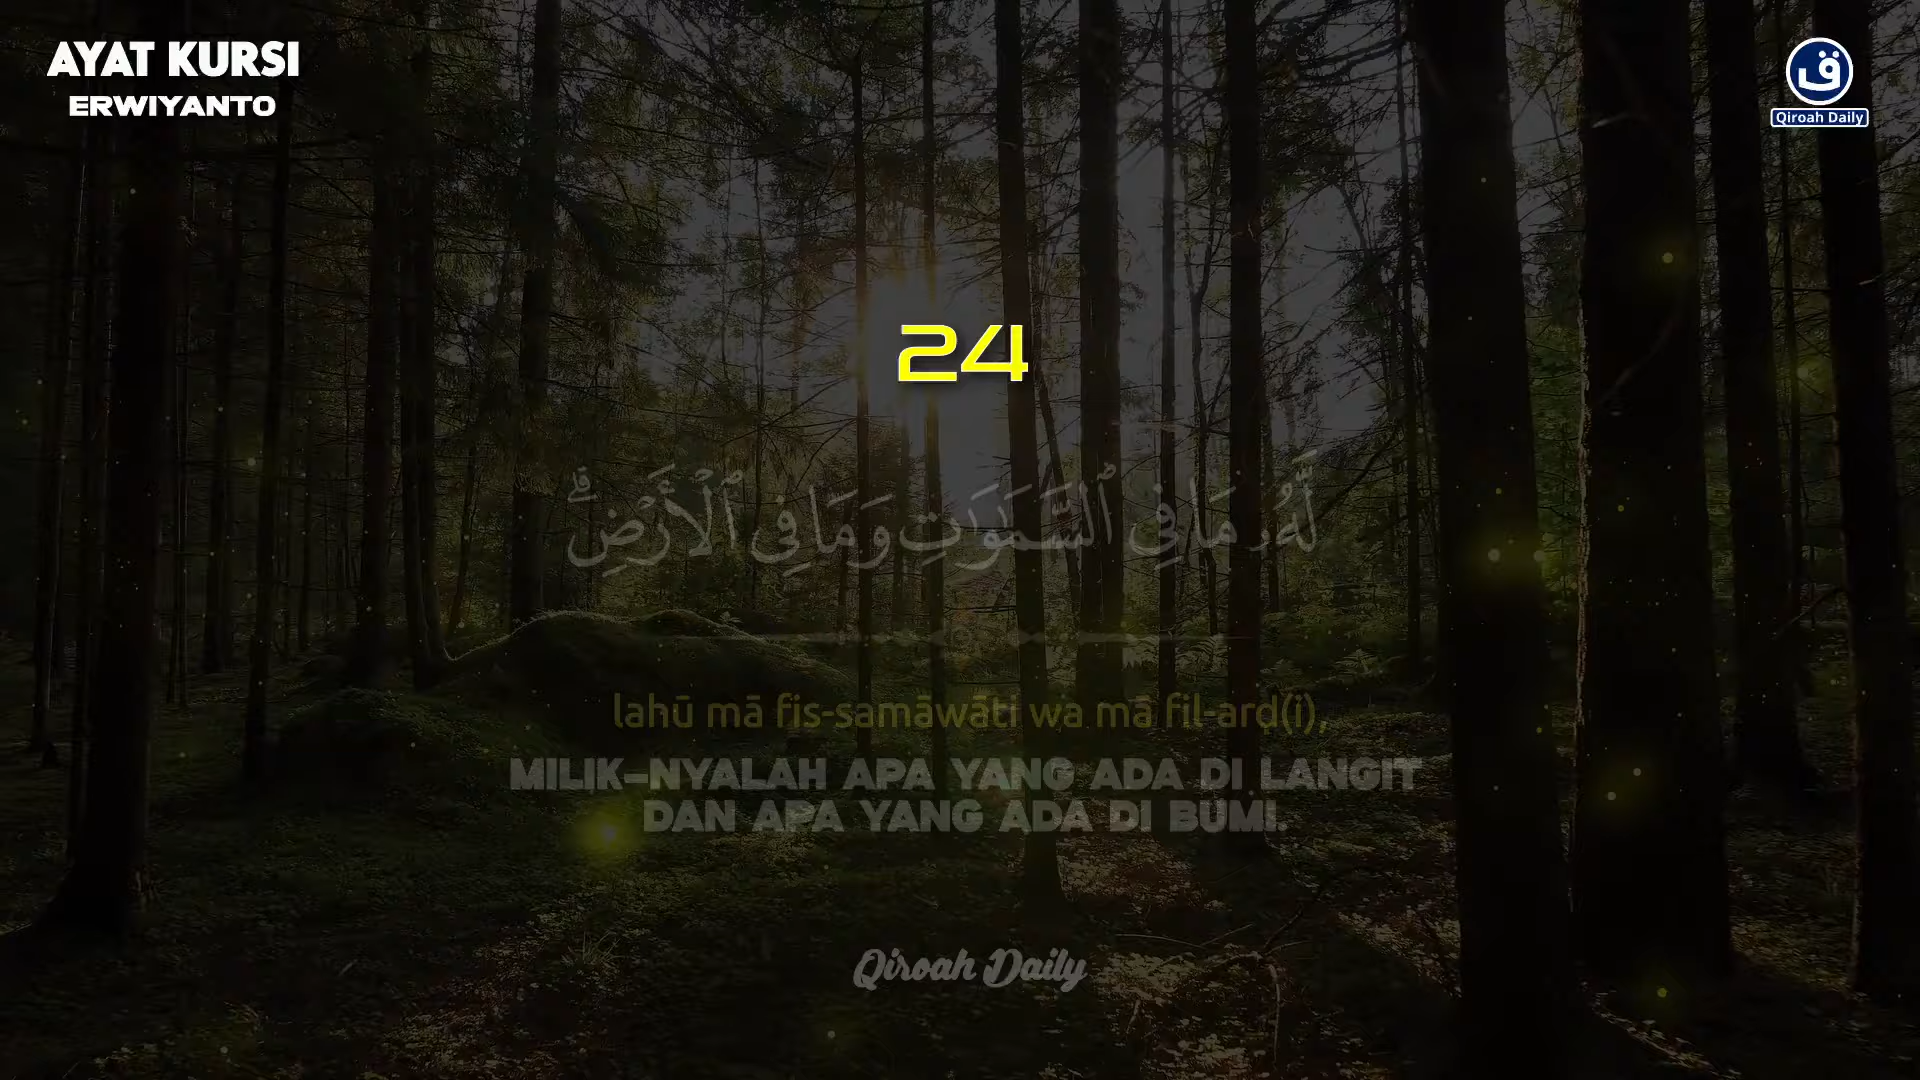 AYAT KURSI
ERWIYANTO
ق
Qiroah Daily
24
لَّهُۥ مَا فِى ٱلسَّمَـٰوَٰتِ وَمَا فِى ٱلْأَرْضِ ۗ
lahū mā fis-samāwāti wa mā fil-arḍ(i),
MILIK-NYALAH APA YANG ADA DI LANGIT
DAN APA YANG ADA DI BUMI.
Qiroah Daily